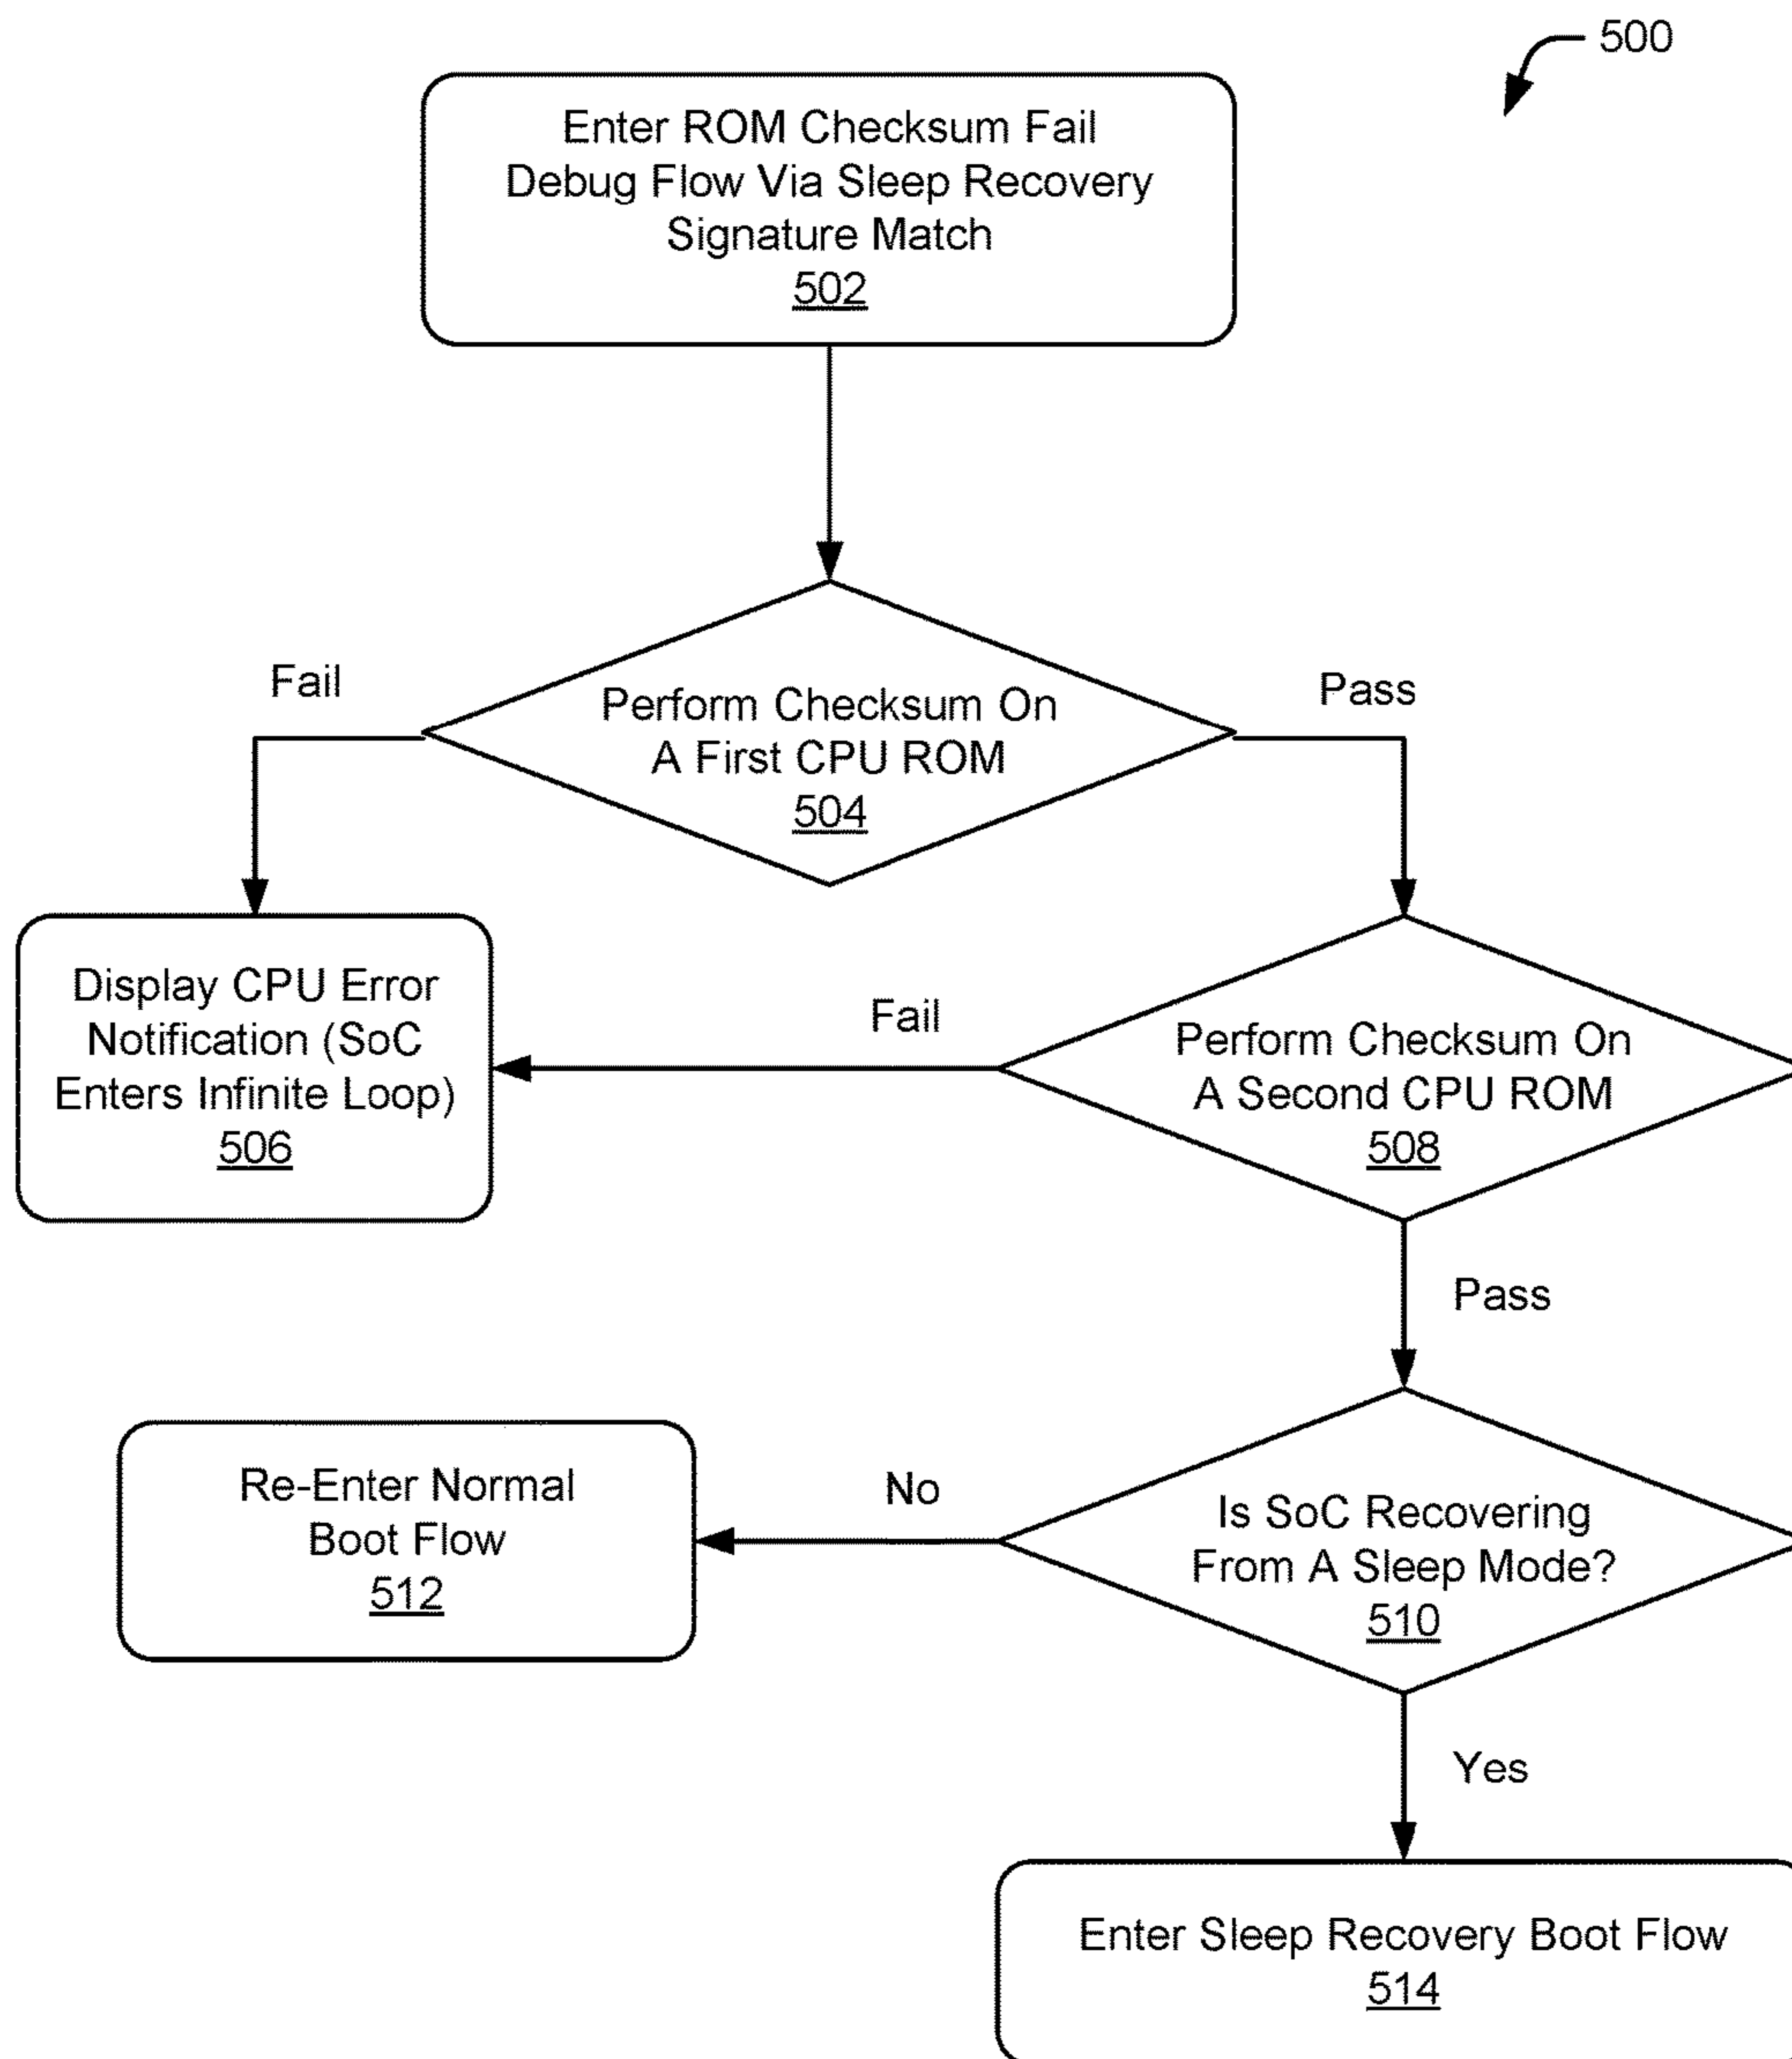 500
Enter ROM Checksum Fail
Debug Flow Via Sleep Recovery
Signature Match
502
Fail
Pass
Perform Checksum On
A First CPU ROM
504
Display CPU Error
Notification (SoC
Enters Infinite Loop)
506
Fail
Perform Checksum On
A Second CPU ROM
508
Pass
Re-Enter Normal
Boot Flow
512
No
Is SoC Recovering
From A Sleep Mode?
510
Yes
Enter Sleep Recovery Boot Flow
514